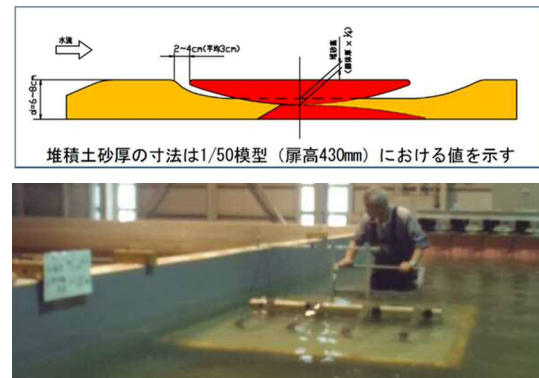 水流
2~4cm(平均3cm)
d=6~8cm
堆積土砂厚の寸法は1/50模型（扉高430mm）における値を示す